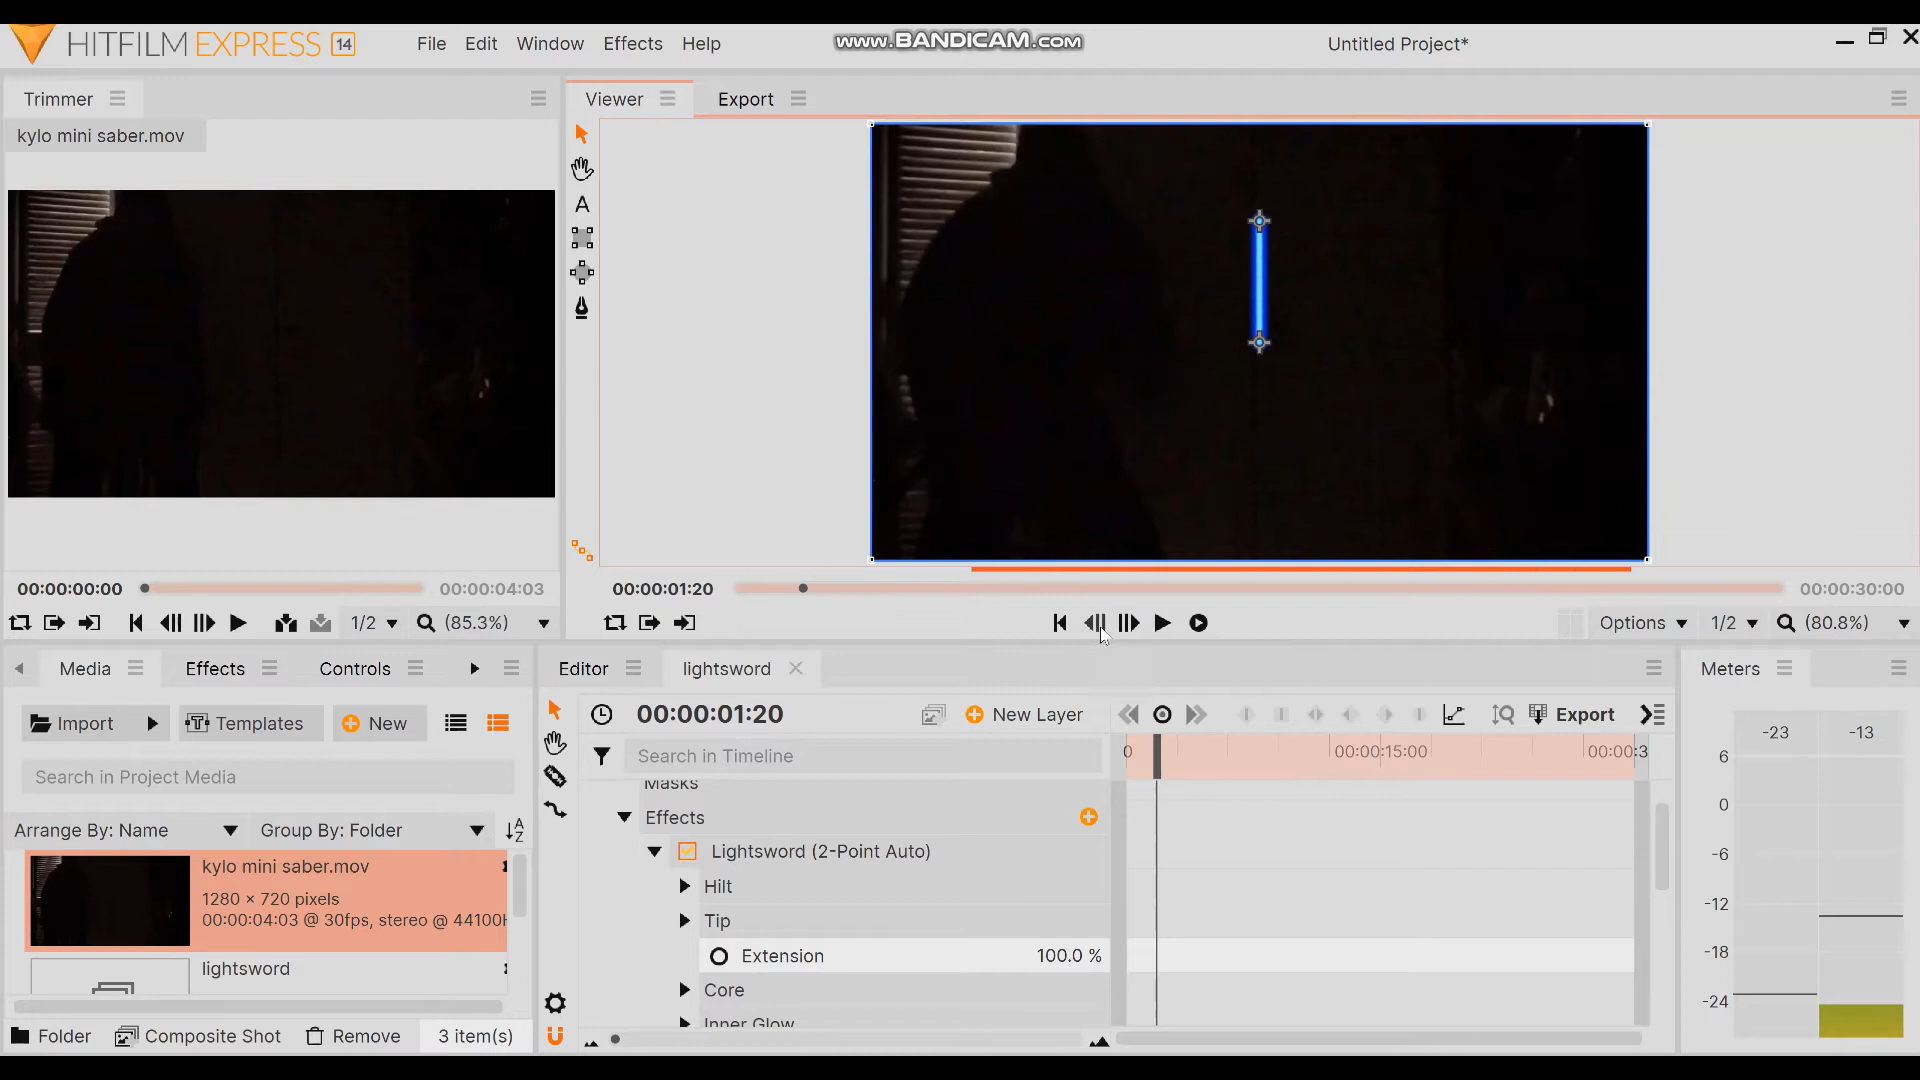 www.BANDICAM.com
HITFILM EXPRESS 14 File Edit Window Effects Help Untitled Project*
Trimmer Viewer Export
kylo mini saber.mov
A
00:00:00:00 00:00:04:03 00:00:01:20 00:00:30:00
1/2 (85.3%) Options 1/2 (80.8%)
Media Effects Controls Editor lightsword Meters
Import Templates New 00:00:01:20 New Layer Export -23 -13
Search in Project Media Search in Timeline 0 00:00:15:00 00:00:3 6
Masks
Arrange By: Name Group By: Folder A Z Effects 0
kylo mini saber.mov Lightsword (2-Point Auto) -6
1280 × 720 pixels Hilt
00:00:04:03 @ 30fps, stereo @ 44100H Tip -12
lightsword Extension 100.0 % -18
Core -24
Inner Glow
Folder Composite Shot Remove 3 item(s)